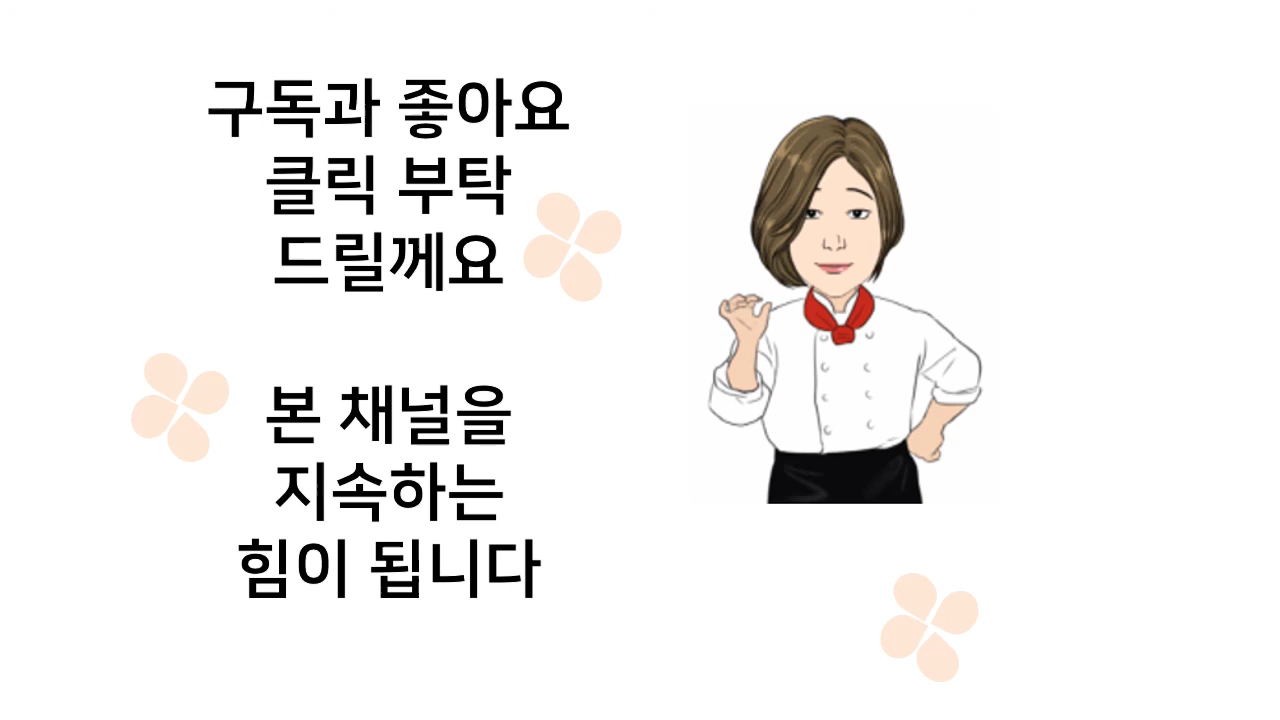 구독과 좋아요
클릭 부탁
드릴께요
본 채널을
지속하는
힘이 됩니다